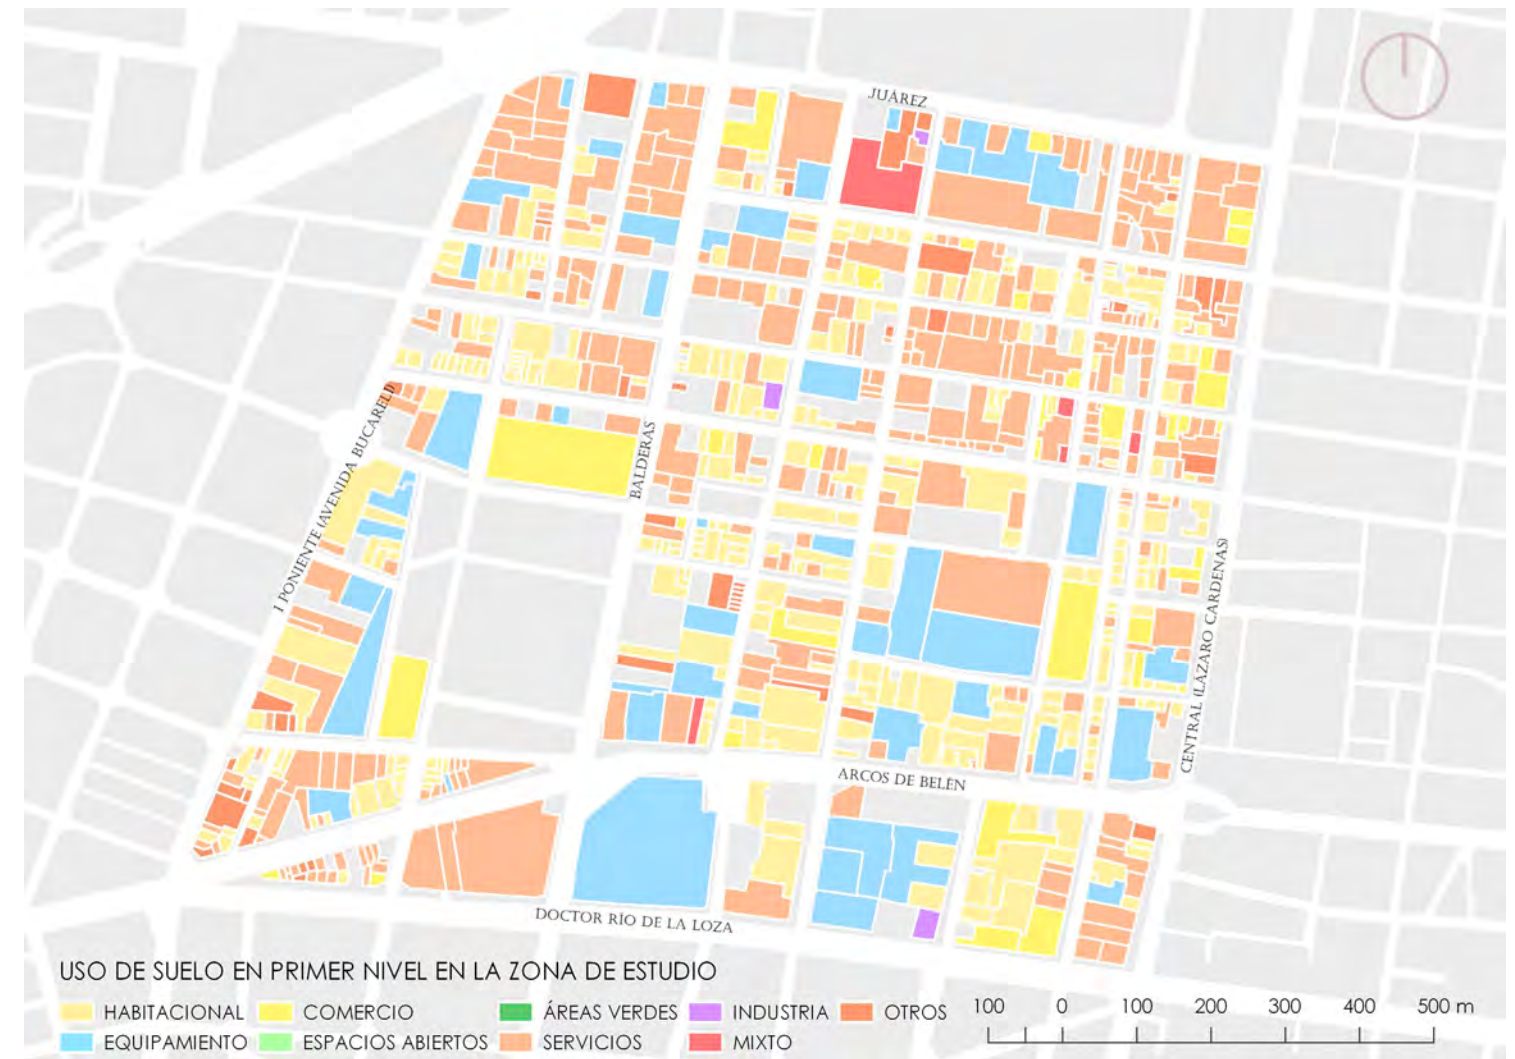 JUÁREZ
1 PONIENTE (AVENIDA BUCARELI)
BALDERAS
CENTRAL (LÁZARO CARDENAS)
ARCOS DE BELÉN
DOCTOR RÍO DE LA LOZA
USO DE SUELO EN PRIMER NIVEL EN LA ZONA DE ESTUDIO
HABITACIONAL COMERCIO ÁREAS VERDES INDUSTRIA OTROS
EQUIPAMIENTO ESPACIOS ABIERTOS SERVICIOS MIXTO
100 0 100 200 300 400 500 m